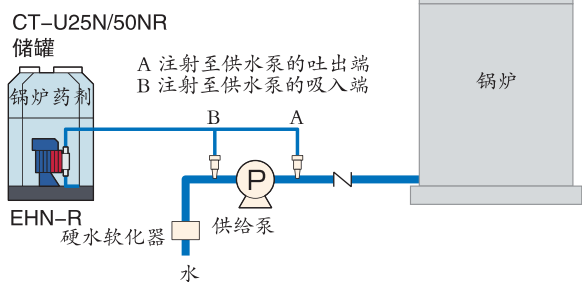 CT-U25N/50NR
储罐
A 注射至供水泵的吐出端
B 注射至供水泵的吸入端
锅炉
锅炉药剂
B
A
P
EHN-R
供给泵
硬水软化器
水